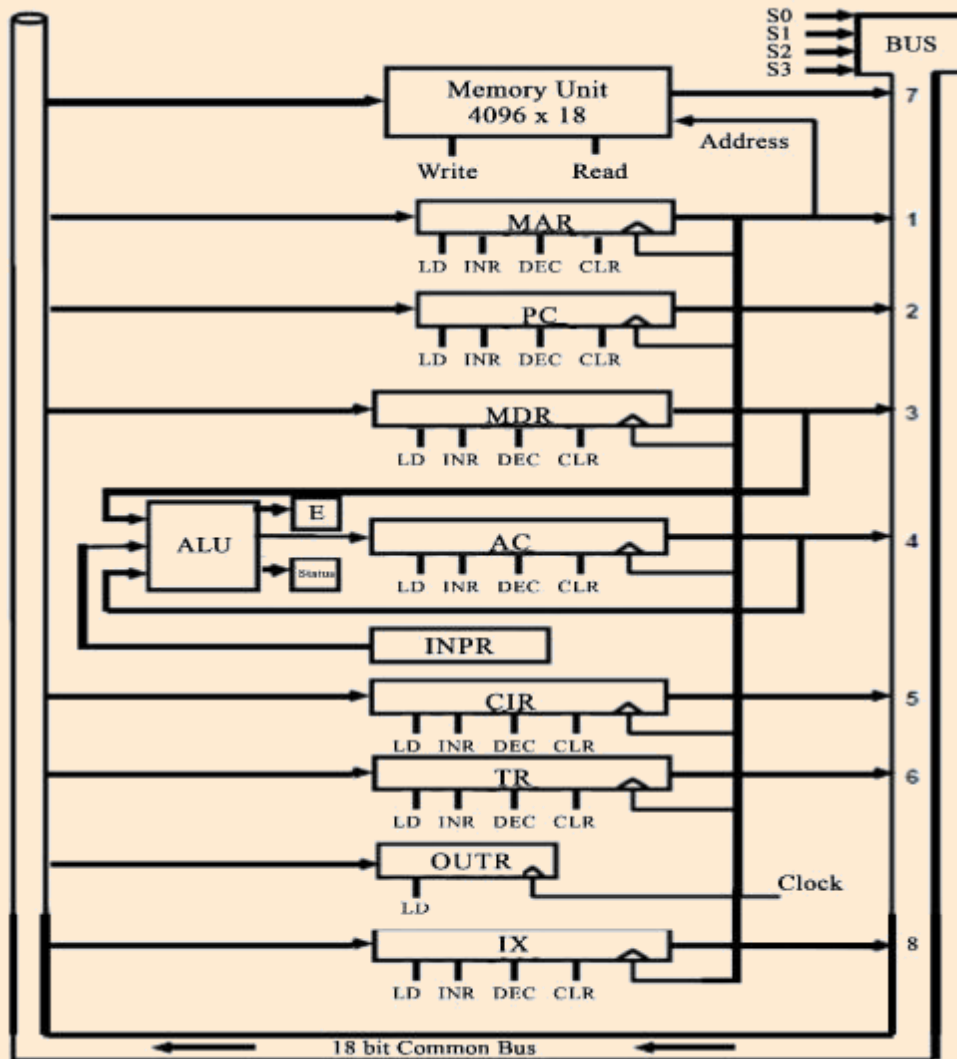 S0
S1
S2
S3
BUS
Memory Unit
4096 x 18
7
Address
Write Read
MAR
1
LD INR DEC CLR
PC
2
LD INR DEC CLR
MDR
3
LD INR DEC CLR
E
ALU
AC
4
Status
LD INR DEC CLR
INPR
CIR
5
LD INR DEC CLR
TR
6
LD INR DEC CLR
OUTR
Clock
LD
IX
8
LD INR DEC CLR
18 bit Common Bus